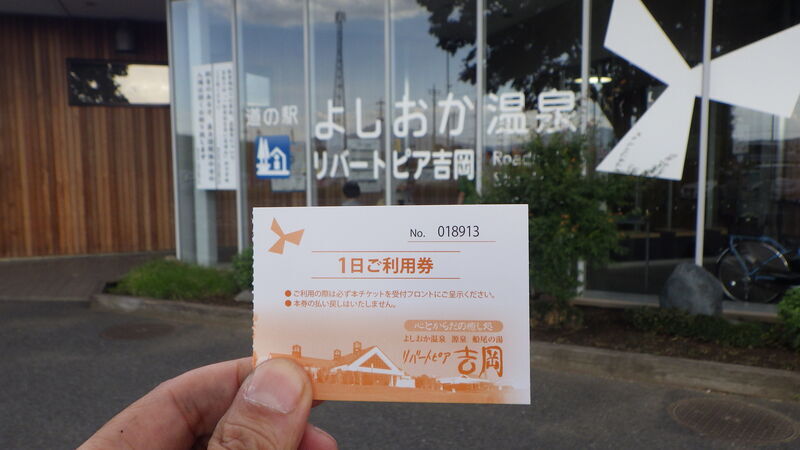 道の駅
よしおか温泉
リバートピア吉岡
No. 018913
1日ご利用券
●ご利用の際は必ず本チケットを受付フロントにご呈示ください。
●本券の払い戻しはいたしません。
心とからだの癒し処
よしおか温泉 源泉 船尾の湯
リバートピア吉岡